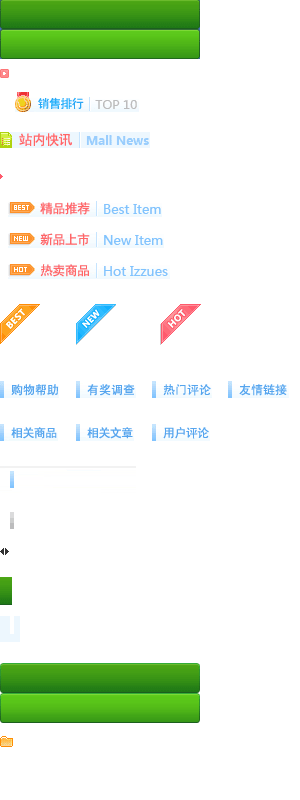 销售排行 TOP 10
站内快讯 Mall News
BEST 精品推荐 Best Item
NEW 新品上市 New Item
HOT 热卖商品 Hot Izzues
BEST NEW HOT
购物帮助 有奖调查 热门评论 友情链接
相关商品 相关文章 用户评论